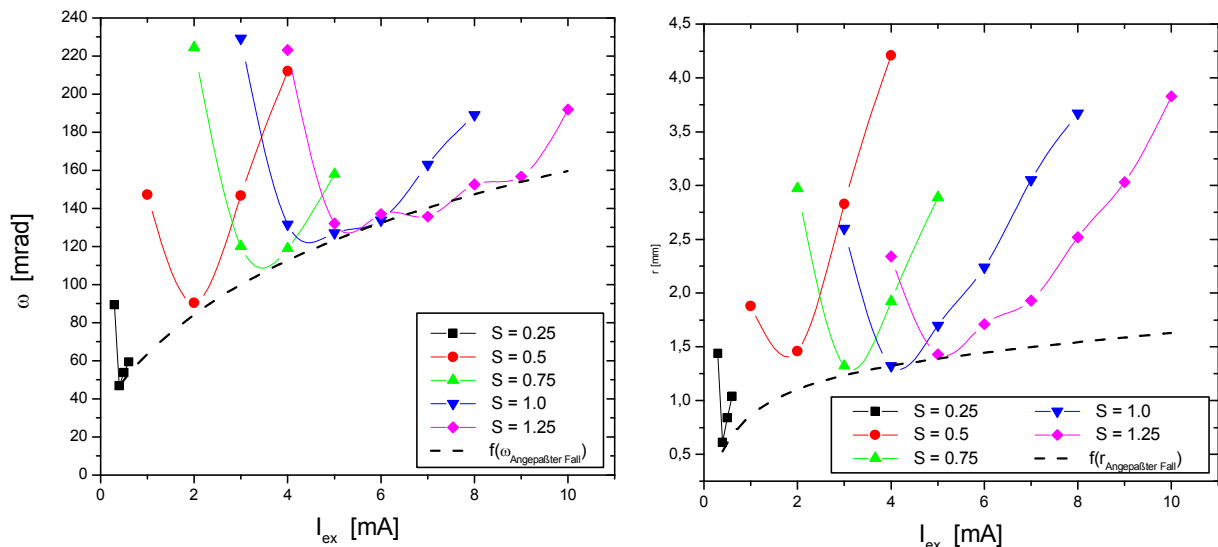 240
220
200
180
160
140
120
100
80
60
40
20
0
ω [mrad]
0 2 4 6 8 10
I_ex [mA]
S = 0.25
S = 0.5
S = 0.75
S = 1.0
S = 1.25
f(ω_Angepaßter Fall)
4,5
4,0
3,5
3,0
2,5
2,0
1,5
1,0
0,5
r [mm]
0 2 4 6 8 10
I_ex [mA]
S = 0.25
S = 0.5
S = 0.75
S = 1.0
S = 1.25
f(r_Angepaßter Fall)